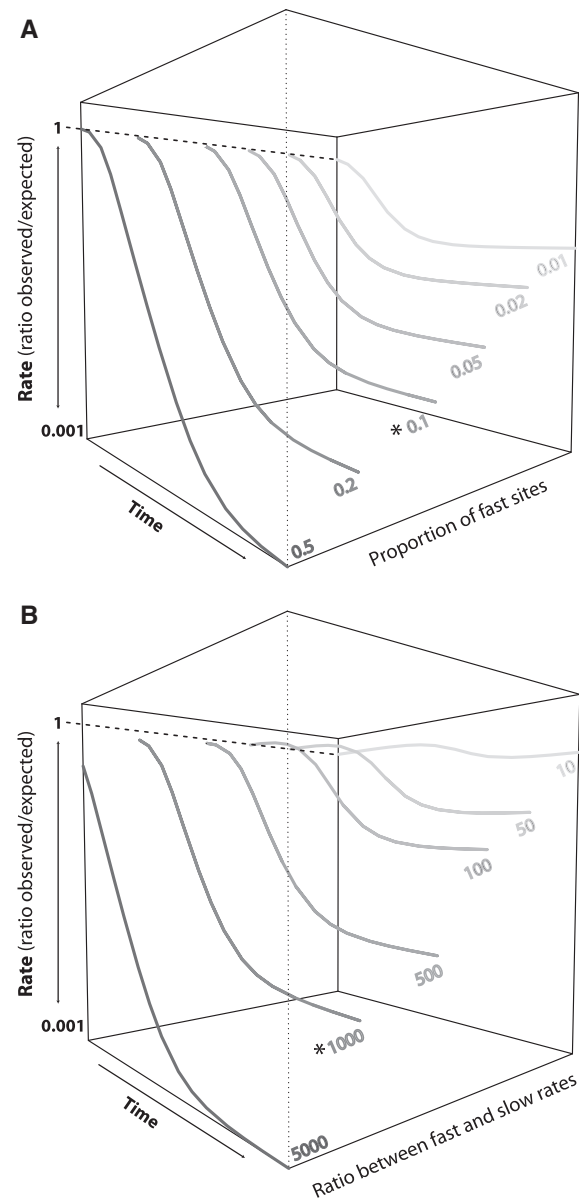 A
1
Rate (ratio observed/expected)
0.001
Time
0.01
0.02
0.05
* 0.1
0.2
0.5
Proportion of fast sites
B
1
Rate (ratio observed/expected)
0.001
Time
10
50
100
500
* 1000
5000
Ratio between fast and slow rates